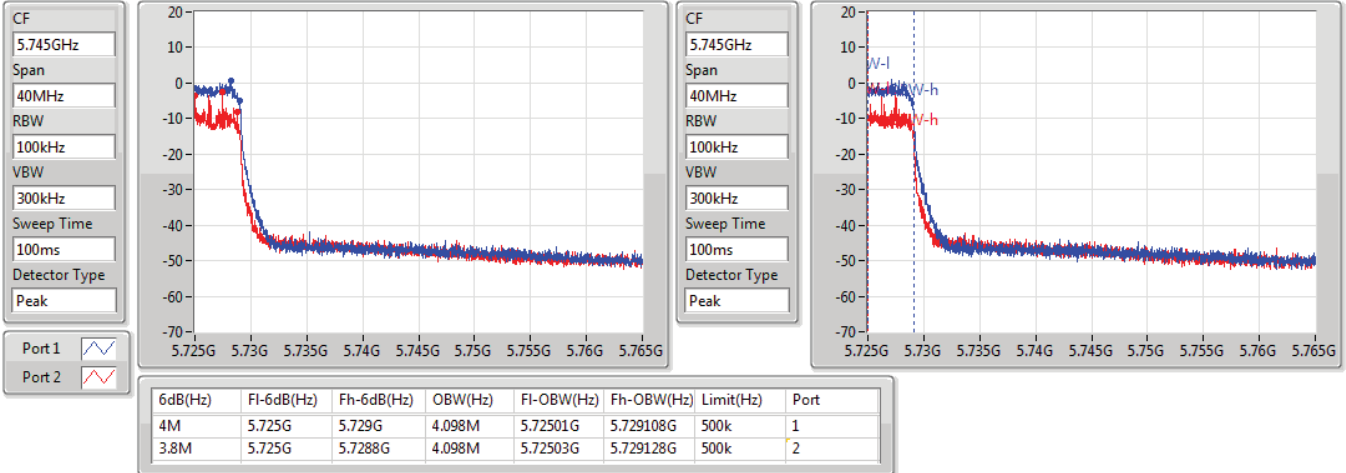 CF
5.745GHz
Span
40MHz
RBW
100kHz
VBW
300kHz
Sweep Time
100ms
Detector Type
Peak
Port 1
Port 2
20
10
0
-10
-20
-30
-40
-50
-60
-70
5.725G 5.73G 5.735G 5.74G 5.745G 5.75G 5.755G 5.76G 5.765G
CF
5.745GHz
Span
40MHz
RBW
100kHz
VBW
300kHz
Sweep Time
100ms
Detector Type
Peak
20
10
0
-10
-20
-30
-40
-50
-60
-70
W-l
W-h
W-h
5.725G 5.73G 5.735G 5.74G 5.745G 5.75G 5.755G 5.76G 5.765G
6dB(Hz) Fl-6dB(Hz) Fh-6dB(Hz) OBW(Hz) Fl-OBW(Hz) Fh-OBW(Hz) Limit(Hz) Port
4M 5.725G 5.729G 4.098M 5.72501G 5.729108G 500k 1
3.8M 5.725G 5.7288G 4.098M 5.72503G 5.729128G 500k 2